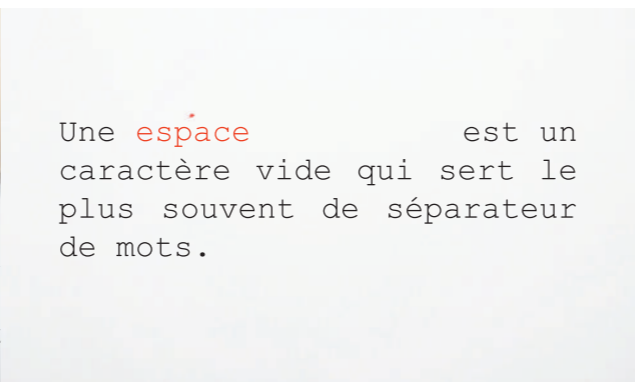 Une espace est un
caractère vide qui sert le
plus souvent de séparateur
de mots.